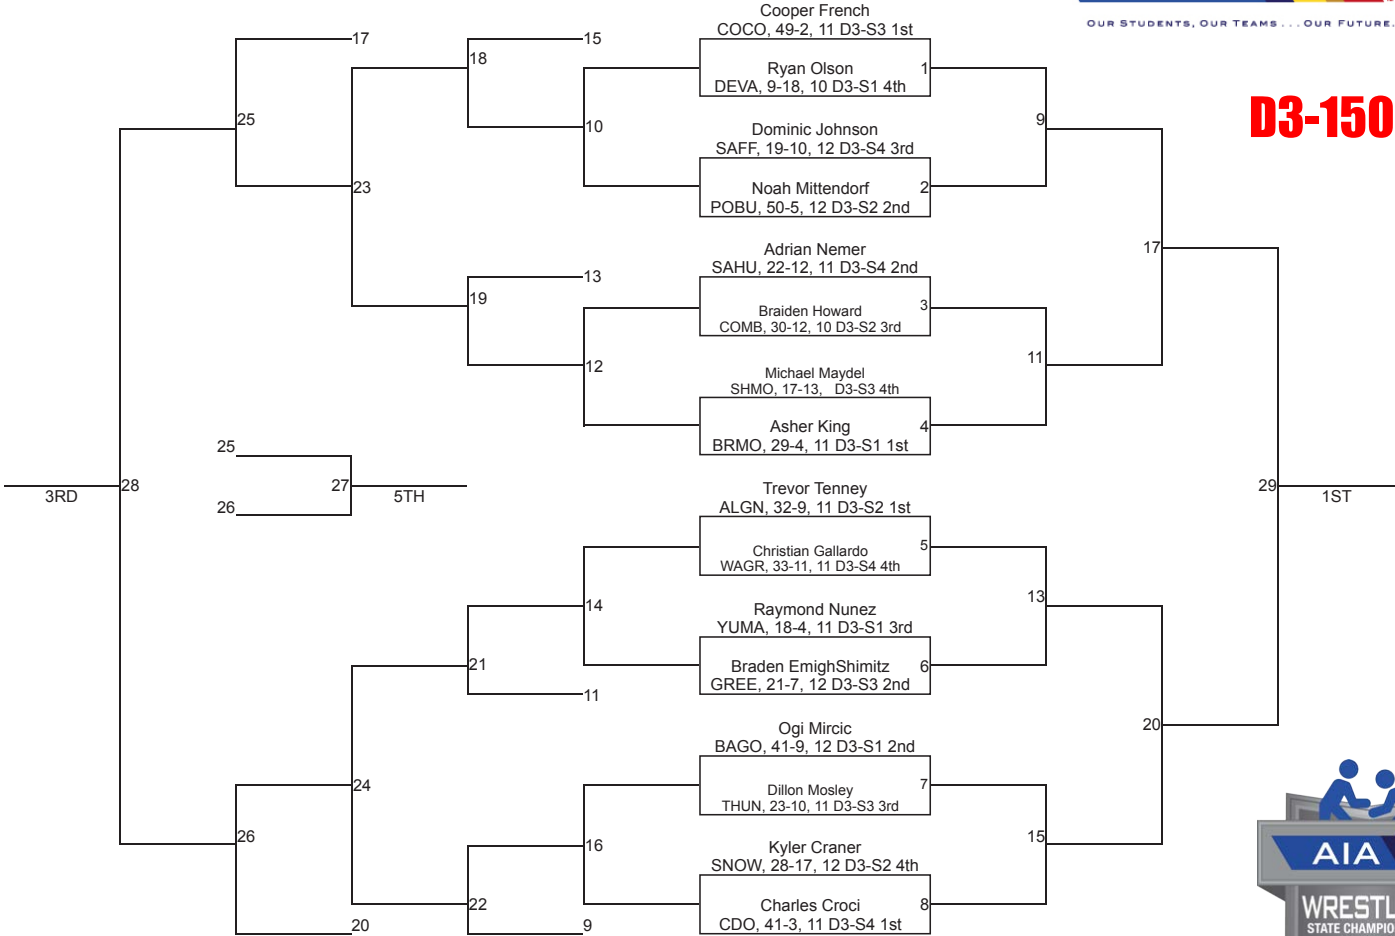 OUR STUDENTS, OUR TEAMS . . . OUR FUTURE.
D3-150
Cooper French
COCO, 49-2, 11 D3-S3 1st
Ryan Olson
DEVA, 9-18, 10 D3-S1 4th
1
Dominic Johnson
SAFF, 19-10, 12 D3-S4 3rd
Noah Mittendorf
POBU, 50-5, 12 D3-S2 2nd
2
Adrian Nemer
SAHU, 22-12, 11 D3-S4 2nd
Braiden Howard
COMB, 30-12, 10 D3-S2 3rd
3
Michael Maydel
SHMO, 17-13, D3-S3 4th
Asher King
BRMO, 29-4, 11 D3-S1 1st
4
Trevor Tenney
ALGN, 32-9, 11 D3-S2 1st
Christian Gallardo
WAGR, 33-11, 11 D3-S4 4th
5
Raymond Nunez
YUMA, 18-4, 11 D3-S1 3rd
Braden EmighShimitz
GREE, 21-7, 12 D3-S3 2nd
6
Ogi Mircic
BAGO, 41-9, 12 D3-S1 2nd
Dillon Mosley
THUN, 23-10, 11 D3-S3 3rd
7
Kyler Craner
SNOW, 28-17, 12 D3-S2 4th
Charles Croci
CDO, 41-3, 11 D3-S4 1st
8
9
11
13
15
17
20
29
1ST
15
10
13
12
14
11
16
9
18
19
21
22
17
23
24
20
25
26
25
26
27
5TH
28
3RD
AIA
WRESTL
STATE CHAMPIO